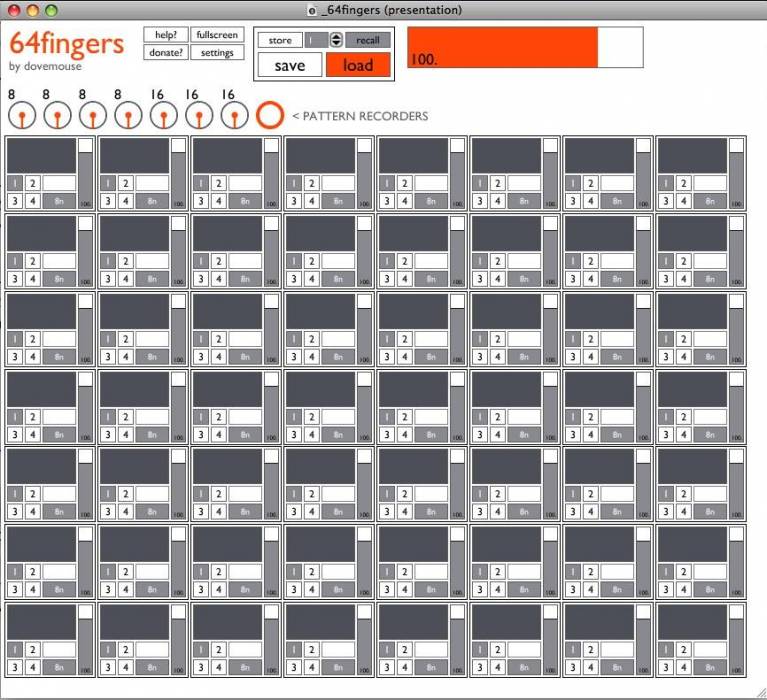 _64fingers (presentation)
64fingers
by dovemouse
help? fullscreen
donate? settings
store 1 recall
save load
100.
8 8 8 8 16 16 16
< PATTERN RECORDERS
1 2 1 2 1 2 1 2 1 2 1 2 1 2 1 2
3 4 8n 100. 3 4 8n 100. 3 4 8n 100. 3 4 8n 100. 3 4 8n 100. 3 4 8n 100. 3 4 8n 100. 3 4 8n 100.
1 2 1 2 1 2 1 2 1 2 1 2 1 2 1 2
3 4 8n 100. 3 4 8n 100. 3 4 8n 100. 3 4 8n 100. 3 4 8n 100. 3 4 8n 100. 3 4 8n 100. 3 4 8n 100.
1 2 1 2 1 2 1 2 1 2 1 2 1 2 1 2
3 4 8n 100. 3 4 8n 100. 3 4 8n 100. 3 4 8n 100. 3 4 8n 100. 3 4 8n 100. 3 4 8n 100. 3 4 8n 100.
1 2 1 2 1 2 1 2 1 2 1 2 1 2 1 2
3 4 8n 100. 3 4 8n 100. 3 4 8n 100. 3 4 8n 100. 3 4 8n 100. 3 4 8n 100. 3 4 8n 100. 3 4 8n 100.
1 2 1 2 1 2 1 2 1 2 1 2 1 2 1 2
3 4 8n 100. 3 4 8n 100. 3 4 8n 100. 3 4 8n 100. 3 4 8n 100. 3 4 8n 100. 3 4 8n 100. 3 4 8n 100.
1 2 1 2 1 2 1 2 1 2 1 2 1 2 1 2
3 4 8n 100. 3 4 8n 100. 3 4 8n 100. 3 4 8n 100. 3 4 8n 100. 3 4 8n 100. 3 4 8n 100. 3 4 8n 100.
1 2 1 2 1 2 1 2 1 2 1 2 1 2 1 2
3 4 8n 100. 3 4 8n 100. 3 4 8n 100. 3 4 8n 100. 3 4 8n 100. 3 4 8n 100. 3 4 8n 100. 3 4 8n 100.